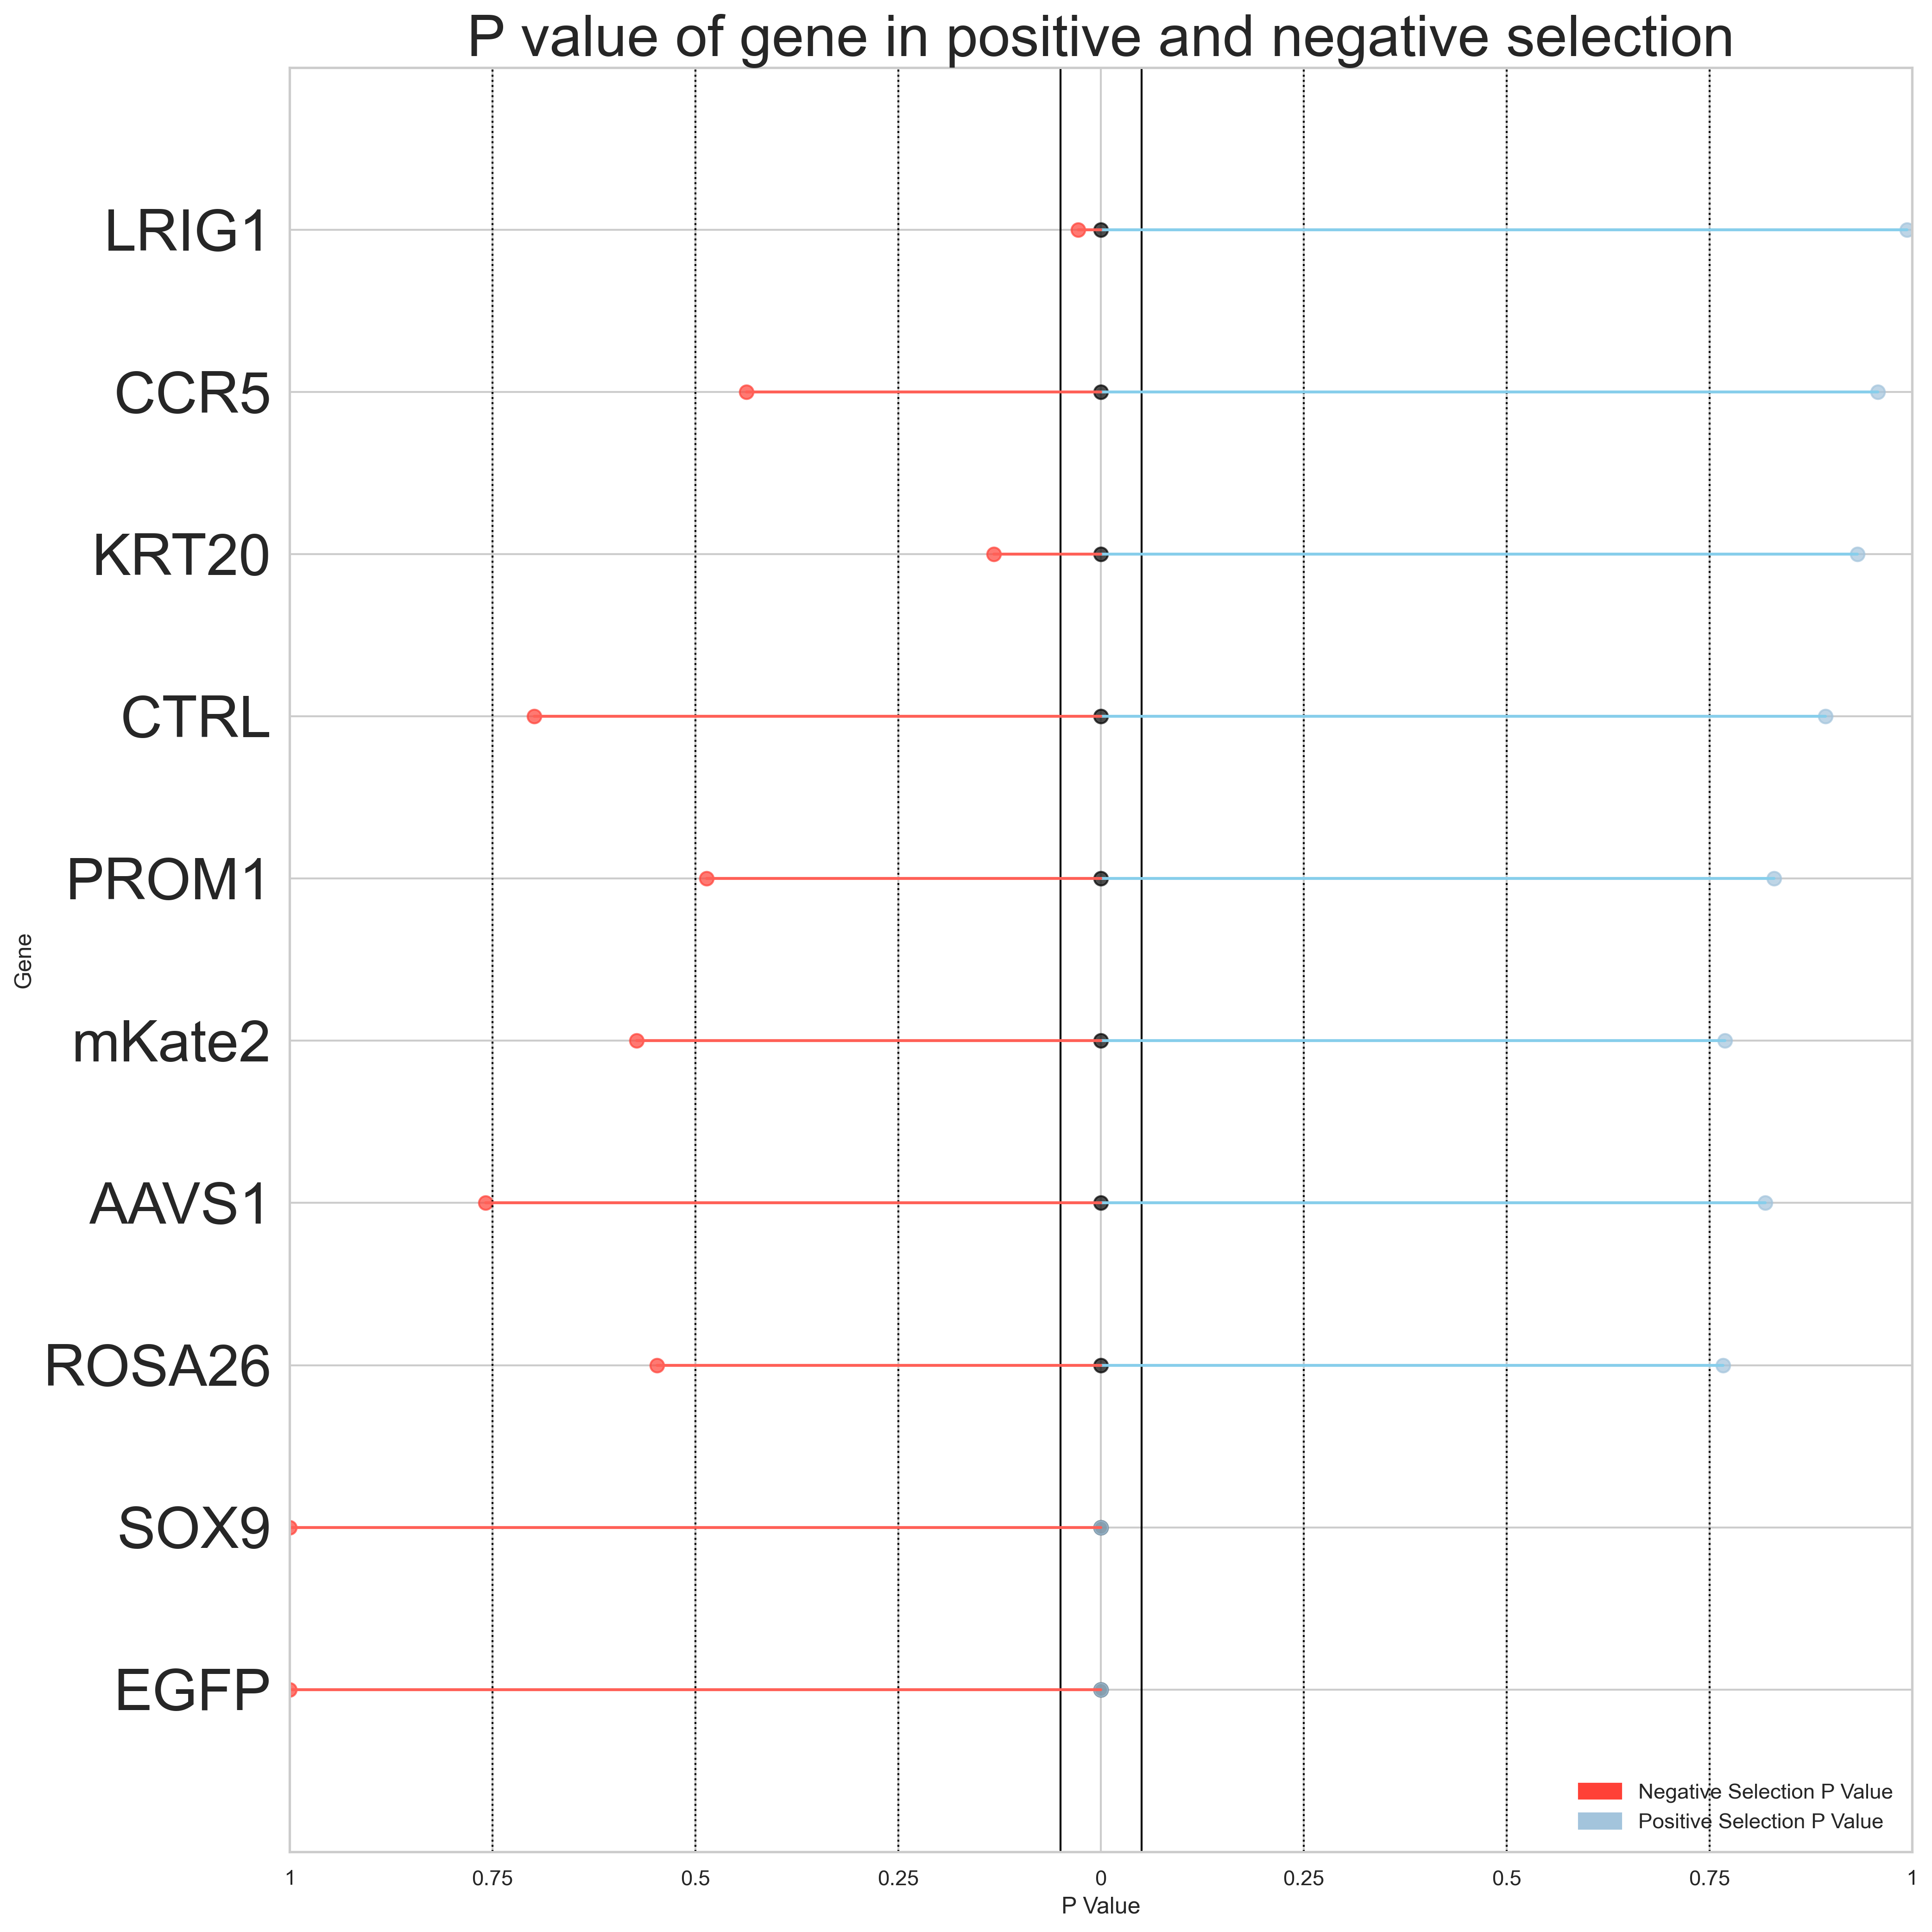 P value of gene in positive and negative selection
LRIG1
CCR5
KRT20
CTRL
PROM1
mKate2
AAVS1
ROSA26
SOX9
EGFP
Gene
Negative Selection P Value
Positive Selection P Value
1 0.75 0.5 0.25 0 0.25 0.5 0.75 1
P Value